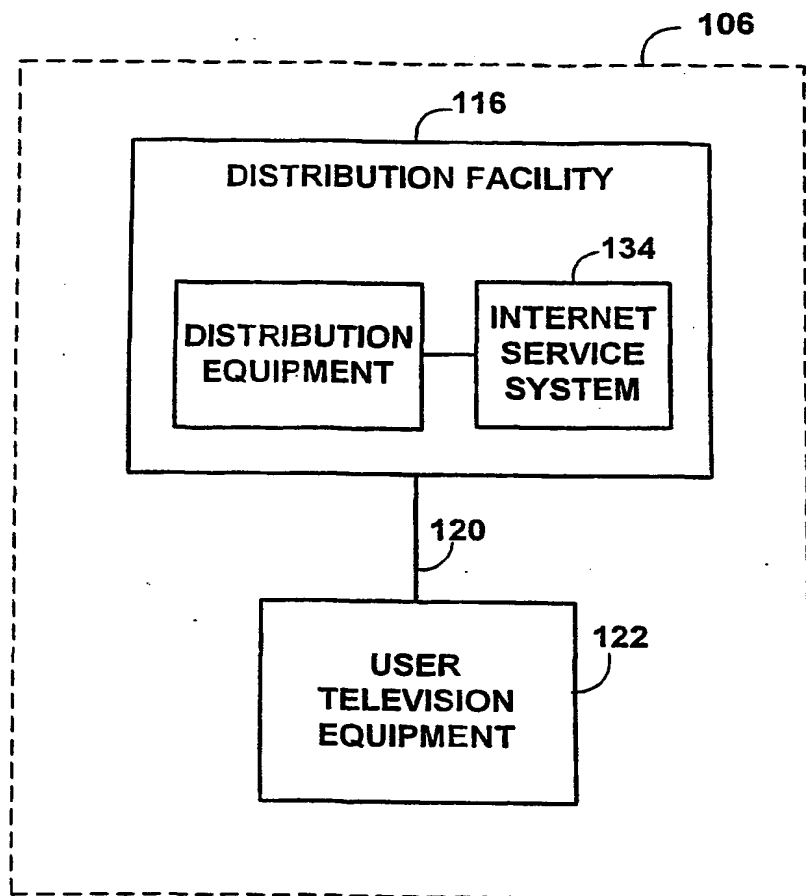 106
116
DISTRIBUTION FACILITY
134
DISTRIBUTION
EQUIPMENT
INTERNET
SERVICE
SYSTEM
120
122
USER
TELEVISION
EQUIPMENT